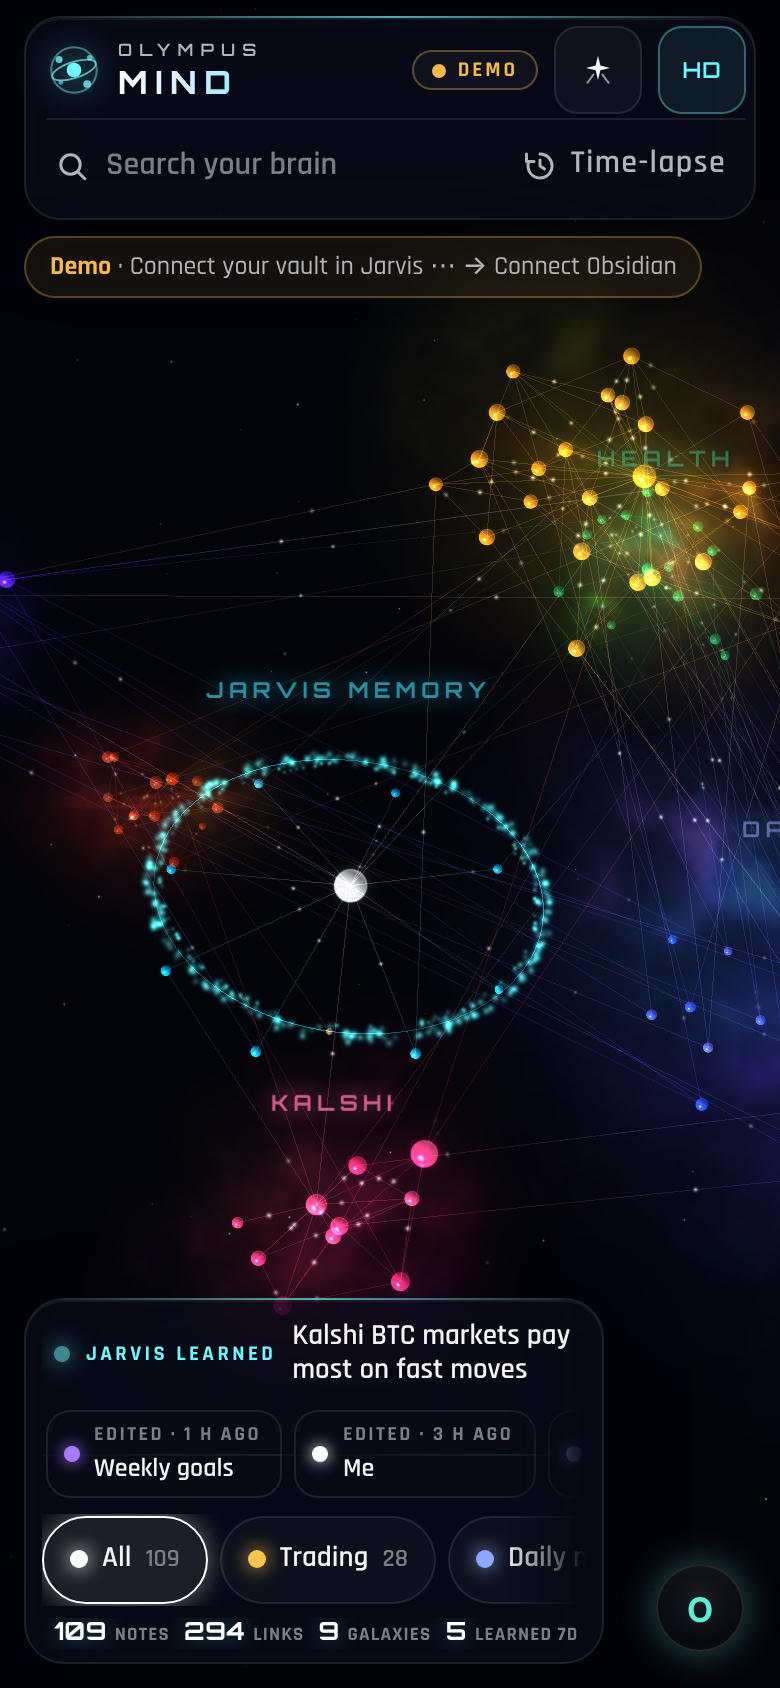 OLYMPUS
MIND
DEMO
HD
Search your brain
Time-lapse
Demo · Connect your vault in Jarvis ··· → Connect Obsidian
HEALTH
JARVIS MEMORY
DA
KALSHI
JARVIS LEARNED
Kalshi BTC markets pay
most on fast moves
EDITED · 1 H AGO
Weekly goals
EDITED · 3 H AGO
Me
All 109
Trading 28
Daily n
109 NOTES 294 LINKS 9 GALAXIES 5 LEARNED 7D
O